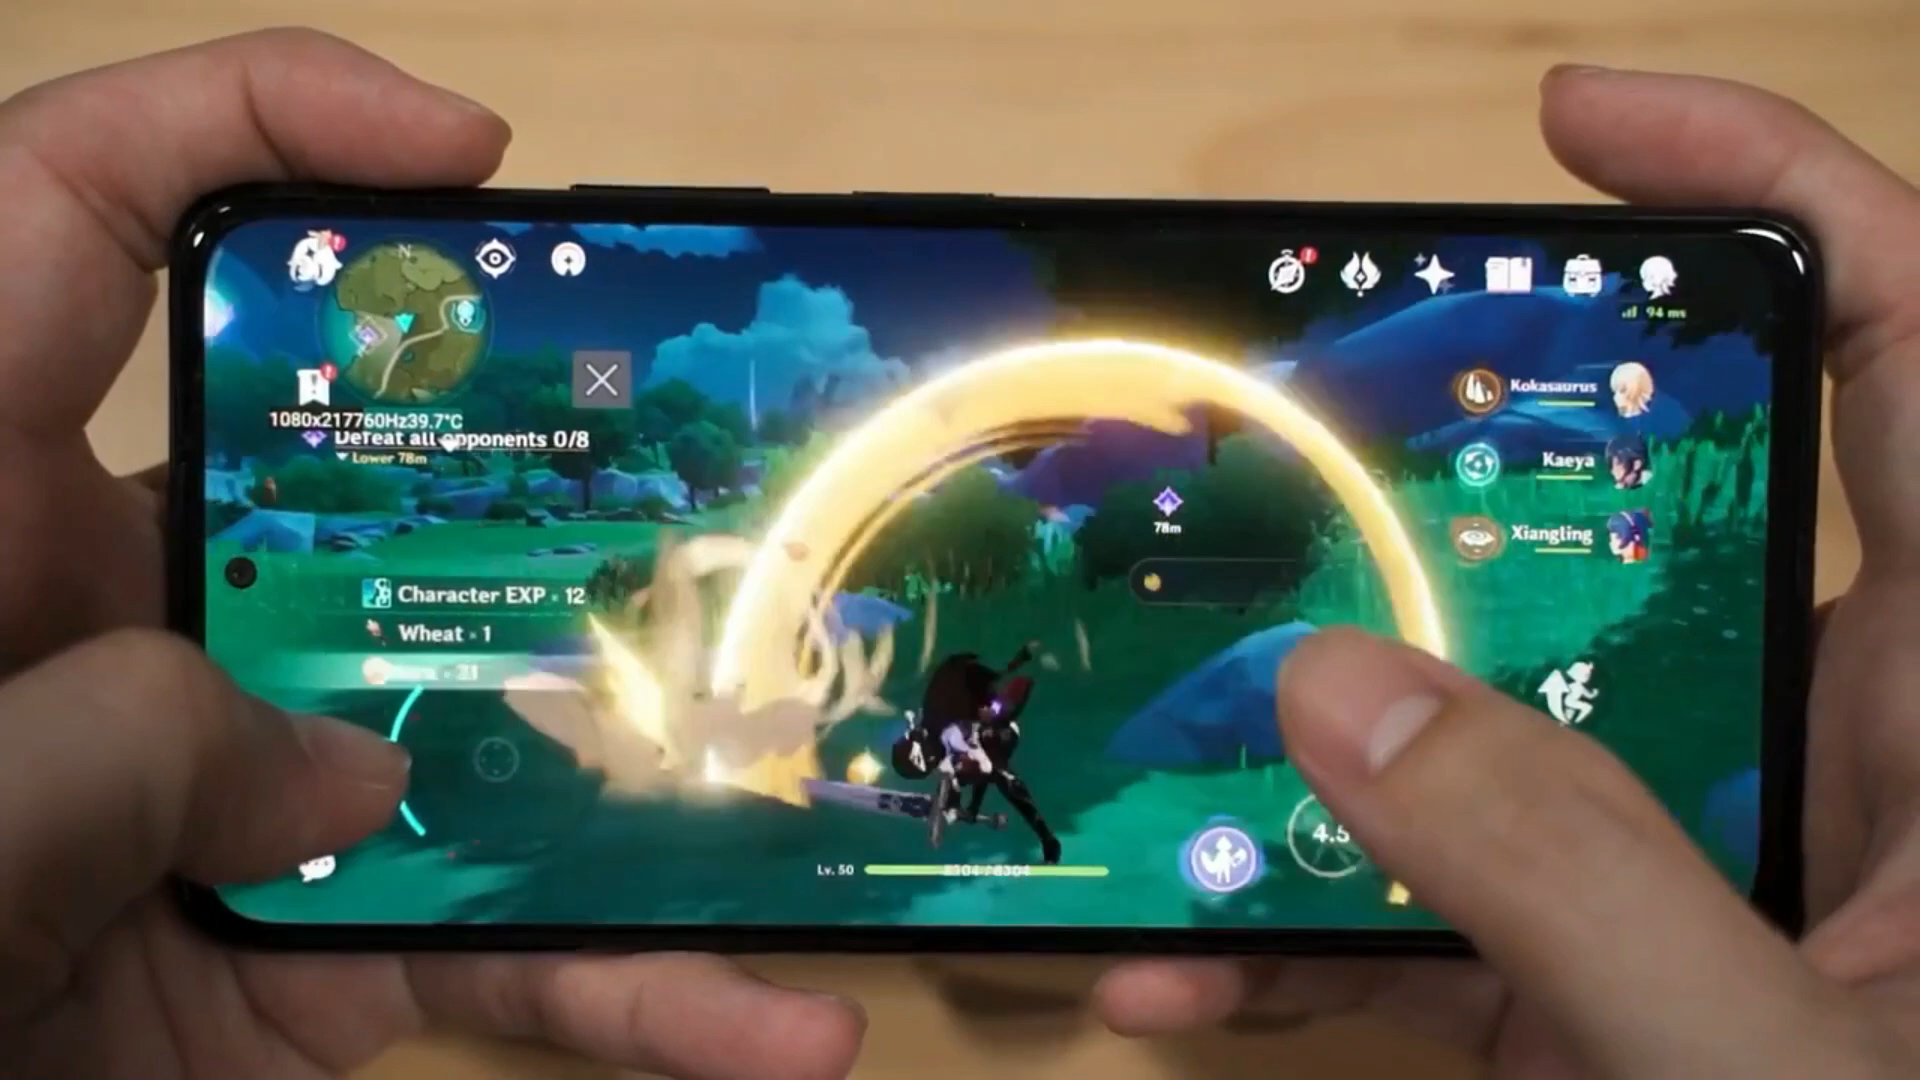 N
94 ms
1080x217760Hz39.7°C
Defeat all opponents 0/8
Lower 78m
Kokasaurus
Kaeya
Xiangling
78m
Character EXP × 12
Wheat × 1
4.5
Lv. 50